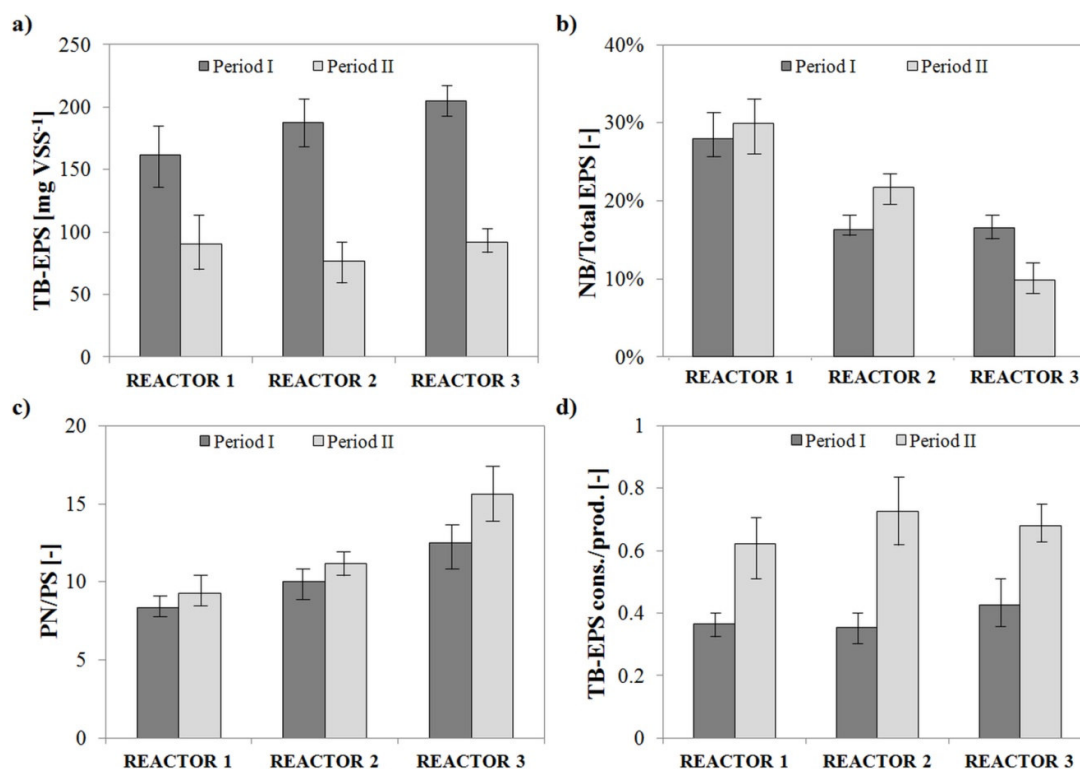 a)
TB-EPS [mg VSS⁻¹]
250
200
150
100
50
0
Period I
Period II
REACTOR 1
REACTOR 2
REACTOR 3
b)
NB/Total EPS [-]
40%
30%
20%
10%
0%
Period I
Period II
REACTOR 1
REACTOR 2
REACTOR 3
c)
PN/PS [-]
20
15
10
5
0
Period I
Period II
REACTOR 1
REACTOR 2
REACTOR 3
d)
TB-EPS cons./prod. [-]
1
0.8
0.6
0.4
0.2
0
Period I
Period II
REACTOR 1
REACTOR 2
REACTOR 3